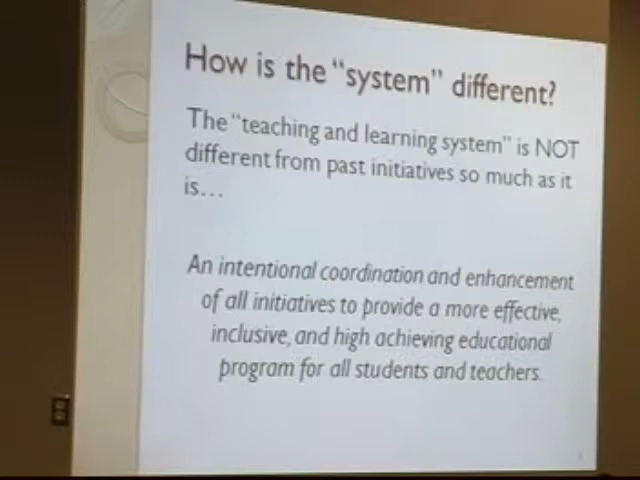 How is the “system” different?
The “teaching and learning system” is NOT
different from past initiatives so much as it
is...
An intentional coordination and enhancement
of all initiatives to provide a more effective,
inclusive, and high achieving educational
program for all students and teachers.